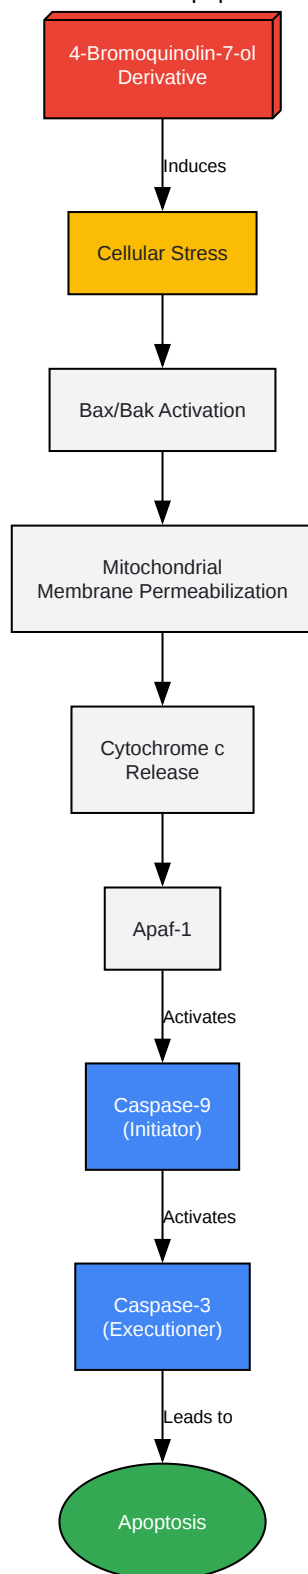 4-Bromoquinolin-7-ol
Derivative
Induces
Cellular Stress
Bax/Bak Activation
Mitochondrial
Membrane Permeabilization
Cytochrome c
Release
Apaf-1
Activates
Caspase-9
(Initiator)
Activates
Caspase-3
(Executioner)
Leads to
Apoptosis